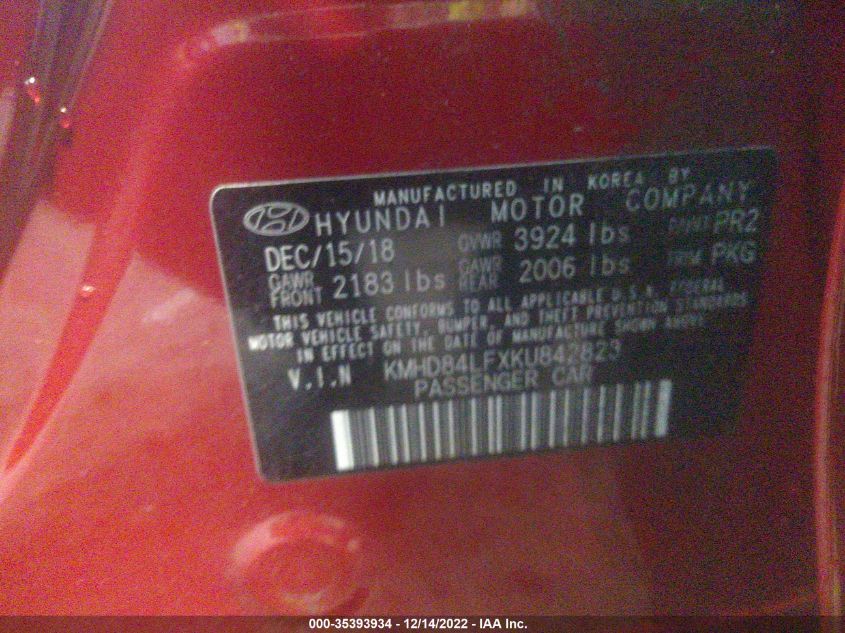 MANUFACTURED IN KOREA BY
HYUNDAI MOTOR COMPANY
DEC/15/18 GVWR 3924 lbs PAINT PR2
GAWR FRONT 2183 lbs GAWR REAR 2006 lbs TRIM PKG
THIS VEHICLE CONFORMS TO ALL APPLICABLE U.S.A. FEDERAL
MOTOR VEHICLE SAFETY, BUMPER, AND THEFT PREVENTION STANDARDS
IN EFFECT ON THE DATE OF MANUFACTURE SHOWN ABOVE
V.I.N KMHD84LFXKU842823
PASSENGER CAR
000-35393934 - 12/14/2022 - IAA Inc.